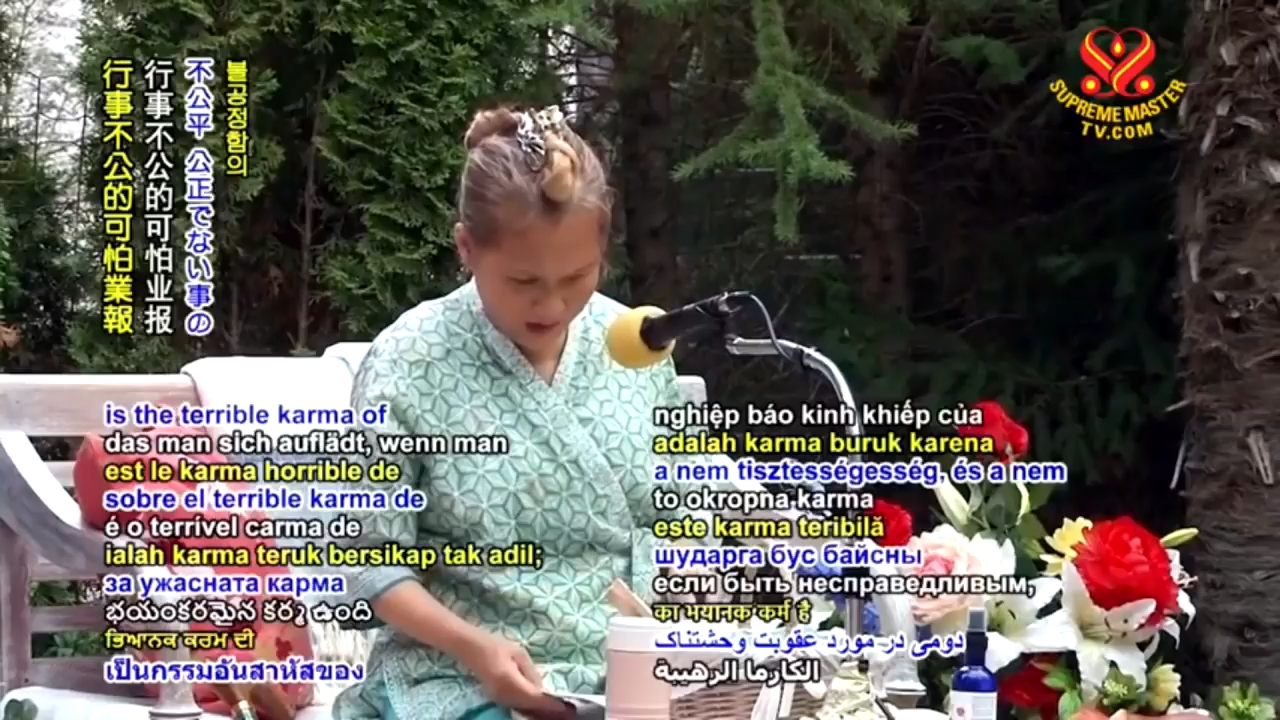 불공정함의
不公平 公正でない事の
行事不公的可怕业报
行事不公的可怕業報
SUPREME MASTER
TV.COM
is the terrible karma of
das man sich auflädt, wenn man
est le karma horrible de
sobre el terrible karma de
é o terrível carma de
ialah karma teruk bersikap tak adil;
за ужасната карма
భయంకరమైన కర్మ ఉంది
ਭਿਆਨਕ ਕਰਮ ਦੀ
เป็นกรรมอันสาหัสของ
nghiệp báo kinh khiếp của
adalah karma buruk karena
a nem tisztességesség, és a nem
to okropna karma
este karma teribilă
шударга бус байсны
если быть несправедливым,
का भयानक कर्म है
دومی در مورد عقوبت وحشتناک
الكارما الرهيبة